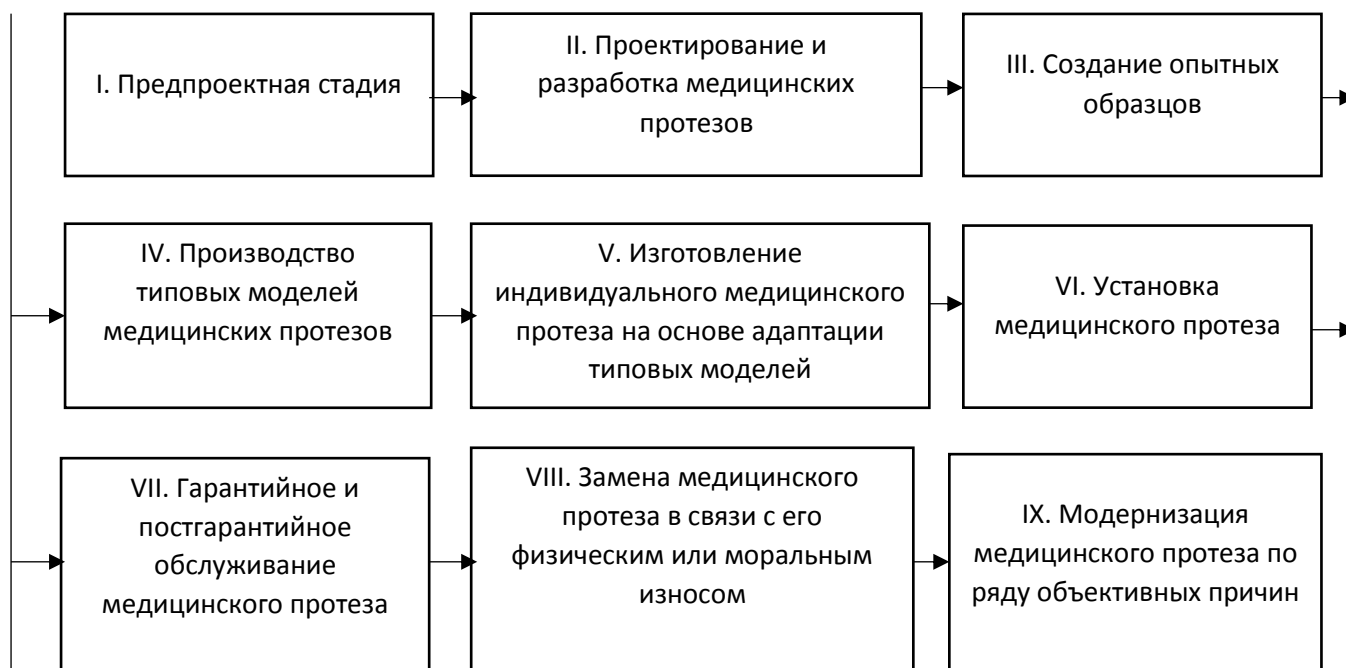 I. Предпроектная стадия
II. Проектирование и
разработка медицинских
протезов
III. Создание опытных
образцов
IV. Производство
типовых моделей
медицинских протезов
V. Изготовление
индивидуального медицинского
протеза на основе адаптации
типовых моделей
VI. Установка
медицинского протеза
VII. Гарантийное и
постгарантийное
обслуживание
медицинского протеза
VIII. Замена медицинского
протеза в связи с его
физическим или моральным
износом
IX. Модернизация
медицинского протеза по
ряду объективных причин